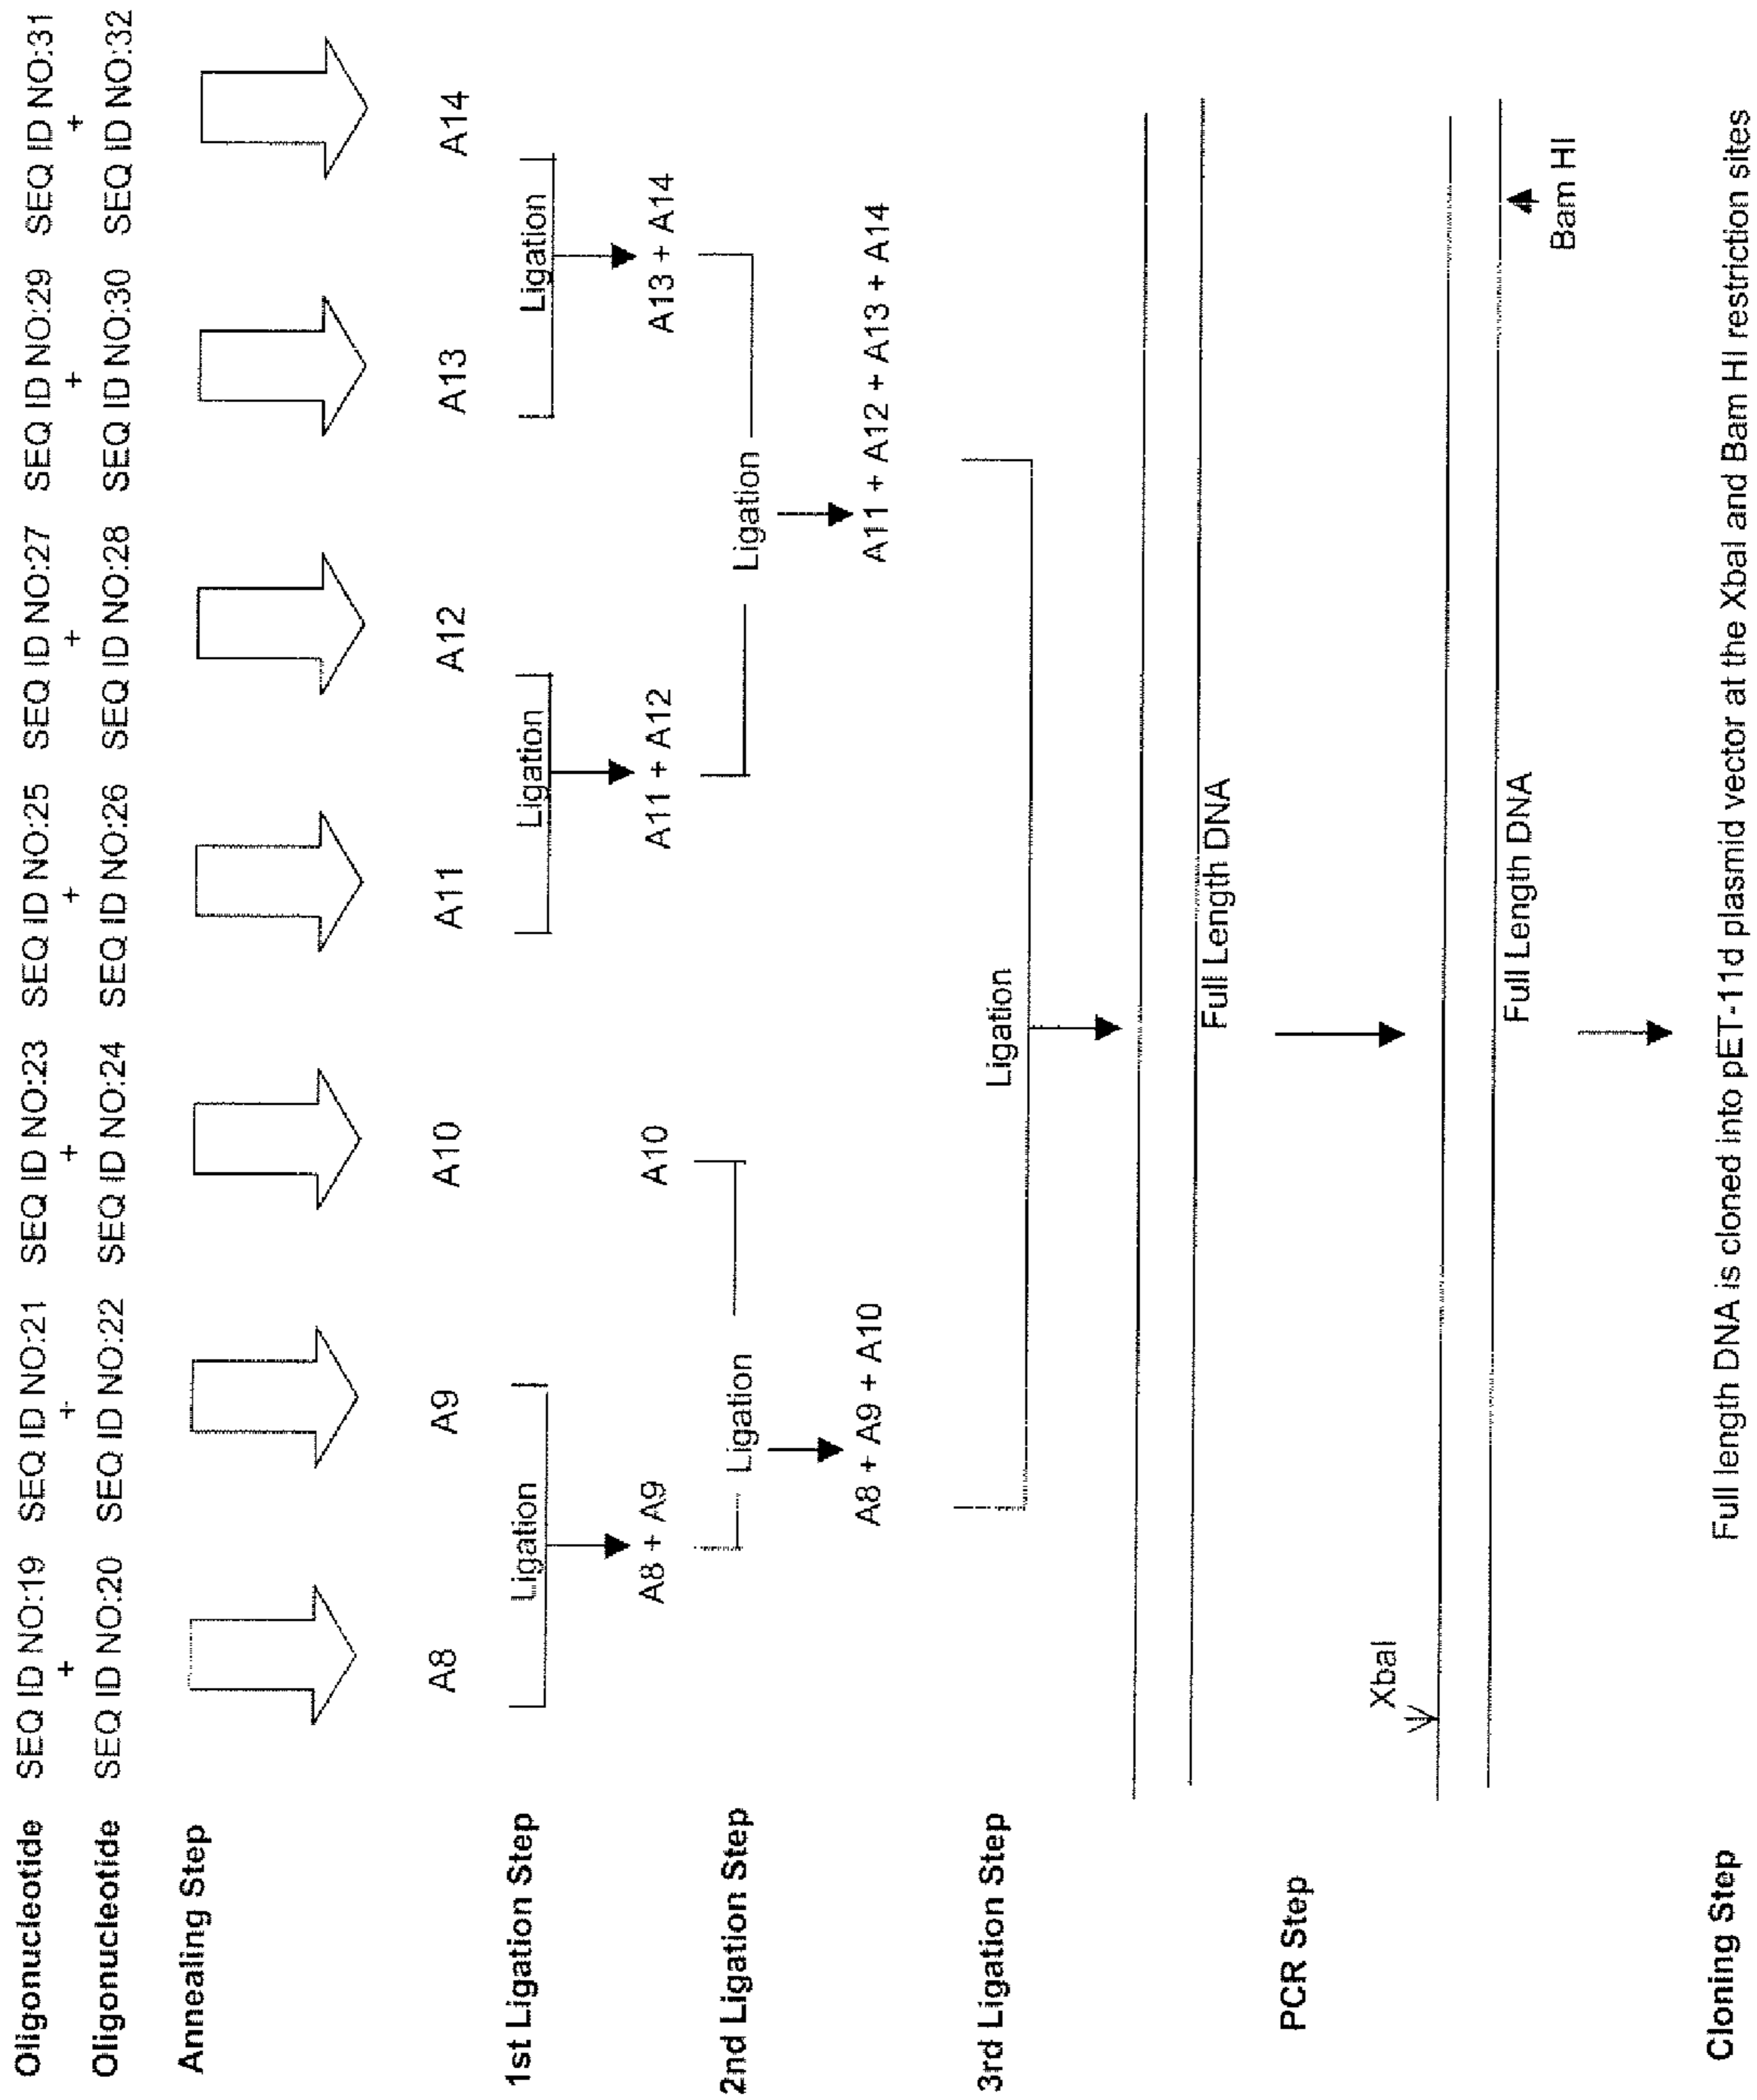 Oligonucleotide SEQ ID NO:19 SEQ ID NO:21 SEQ ID NO:23 SEQ ID NO:25 SEQ ID NO:27 SEQ ID NO:29 SEQ ID NO:31
+ + + + + + +
Oligonucleotide SEQ ID NO:20 SEQ ID NO:22 SEQ ID NO:24 SEQ ID NO:26 SEQ ID NO:28 SEQ ID NO:30 SEQ ID NO:32
Annealing Step
A8 A9 A10 A11 A12 A13 A14
1st Ligation Step Ligation Ligation Ligation
A8 + A9 A10 A11 + A12 A13 + A14
2nd Ligation Step Ligation Ligation
A8 + A9 + A10 A11 + A12 + A13 + A14
3rd Ligation Step Ligation
Full Length DNA
PCR Step
XbaI
Full Length DNA
Bam HI
Cloning Step Full length DNA is cloned into pET-11d plasmid vector at the XbaI and Bam HI restriction sites